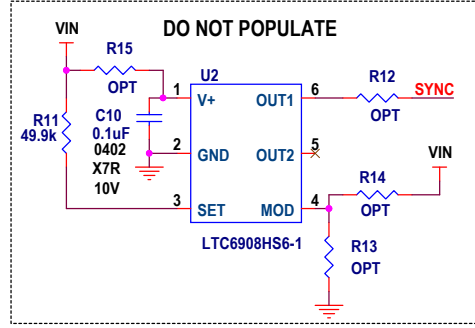 DO NOT POPULATE
VIN
R15
OPT
U2
1
V+
OUT1
6
R12
SYNC
OPT
R11
49.9k
C10
0.1uF
0402
X7R
10V
2
GND
OUT2
5
VIN
3
SET
MOD
4
R14
OPT
LTC6908HS6-1
R13
OPT